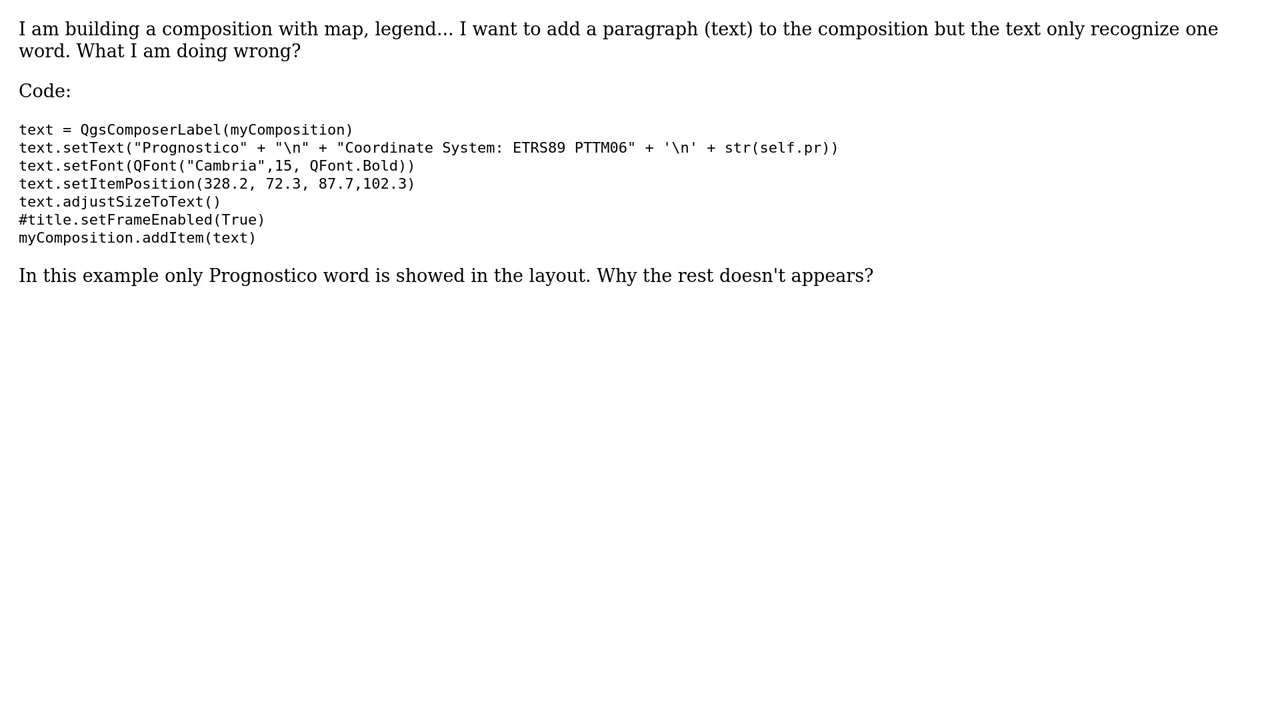 I am building a composition with map, legend... I want to add a paragraph (text) to the composition but the text only recognize one
word. What I am doing wrong?
Code:
text = QgsComposerLabel(myComposition)
text.setText("Prognostico" + "\n" + "Coordinate System: ETRS89 PTTM06" + '\n' + str(self.pr))
text.setFont(QFont("Cambria",15, QFont.Bold))
text.setItemPosition(328.2, 72.3, 87.7,102.3)
text.adjustSizeToText()
#title.setFrameEnabled(True)
myComposition.addItem(text)
In this example only Prognostico word is showed in the layout. Why the rest doesn't appears?